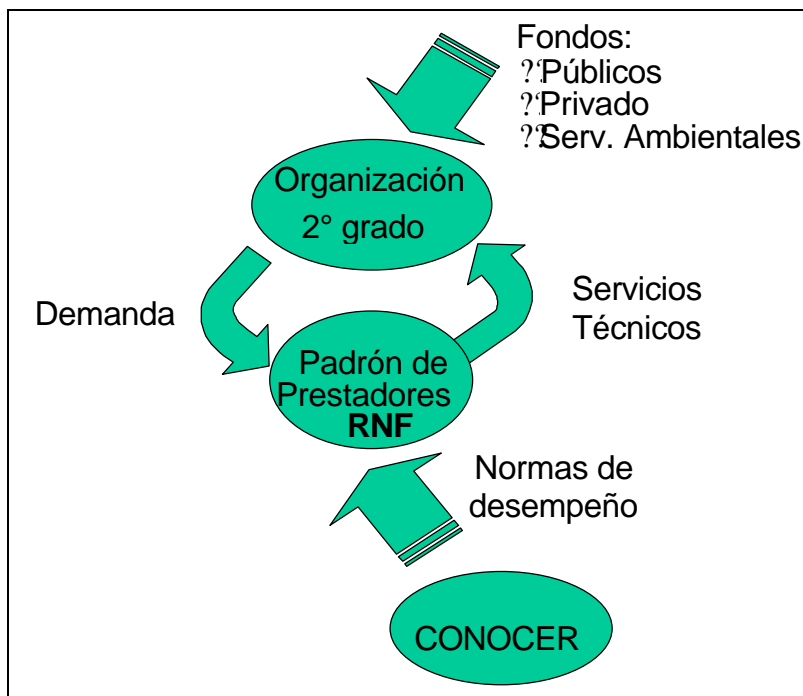 Fondos:
??Públicos
??Privado
??Serv. Ambientales
Organización
2° grado
Demanda
Servicios
Técnicos
Padrón de
Prestadores
RNF
Normas de
desempeño
CONOCER